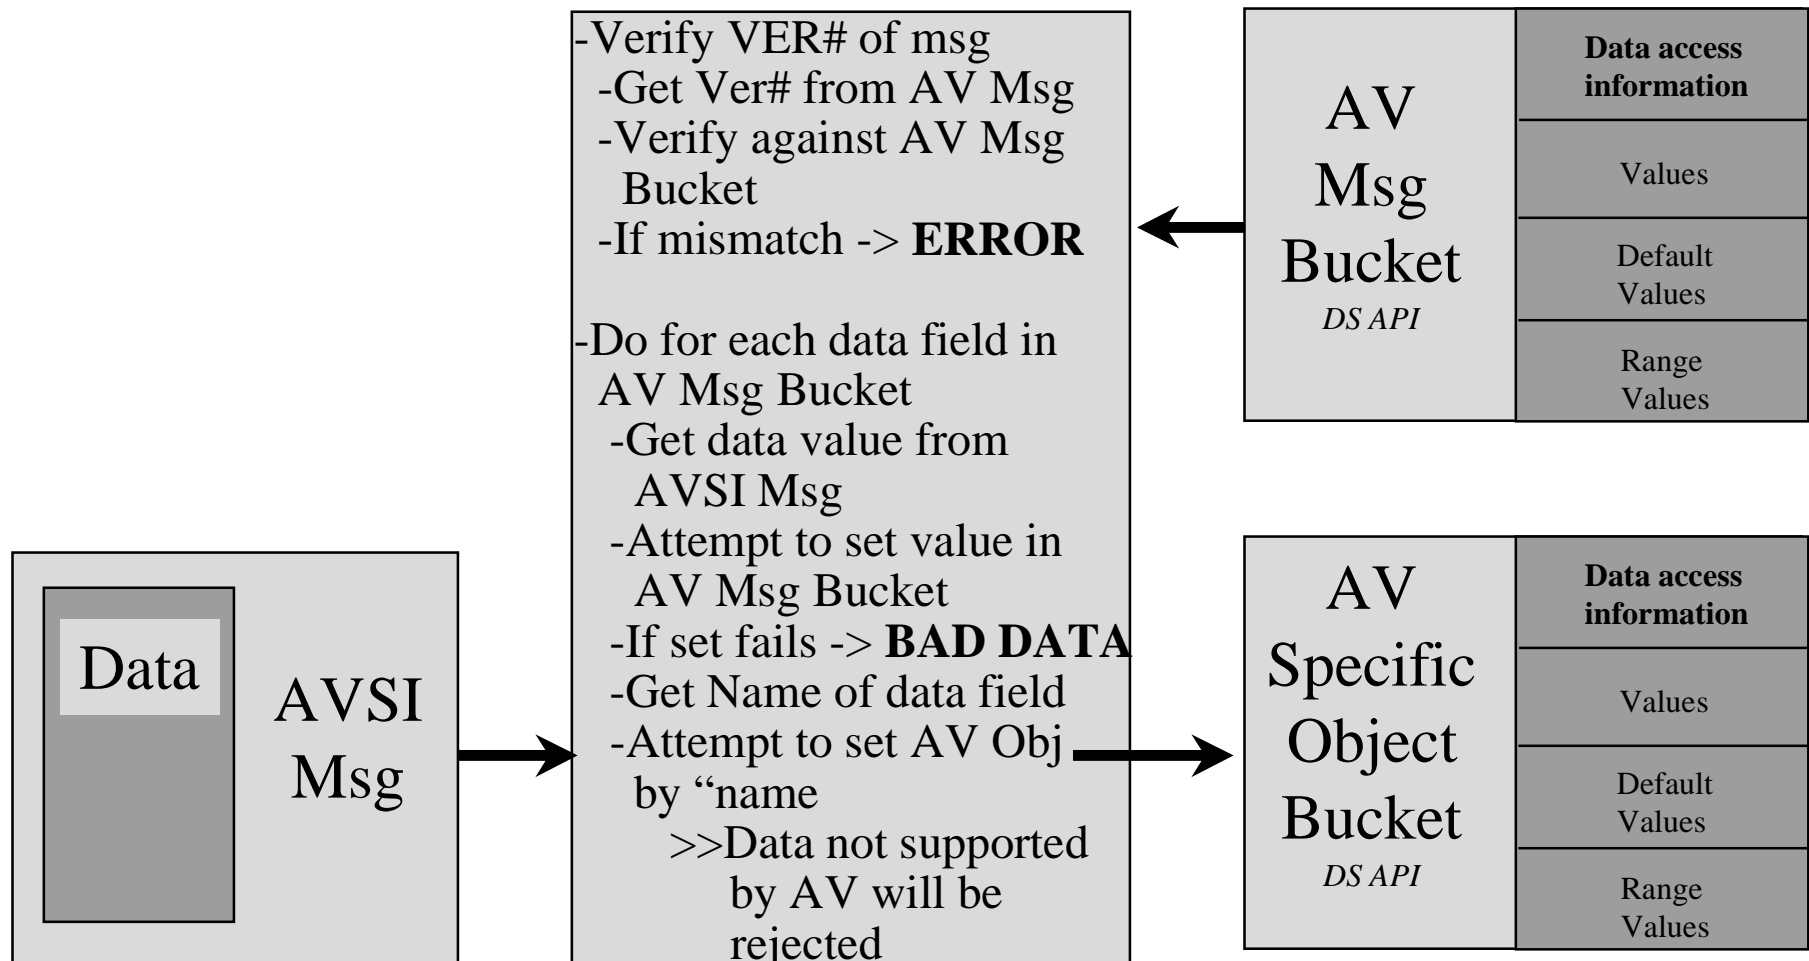 -Verify VER# of msg
-Get Ver# from AV Msg
-Verify against AV Msg
Bucket
-If mismatch -> ERROR
-Do for each data field in
AV Msg Bucket
-Get data value from
AVSI Msg
-Attempt to set value in
AV Msg Bucket
-If set fails -> BAD DATA
-Get Name of data field
-Attempt to set AV Obj
by “name
>>Data not supported
by AV will be
rejected
AV
Msg
Bucket
DS API
Data access
information
Values
Default
Values
Range
Values
Data
AVSI
Msg
AV
Specific
Object
Bucket
DS API
Data access
information
Values
Default
Values
Range
Values